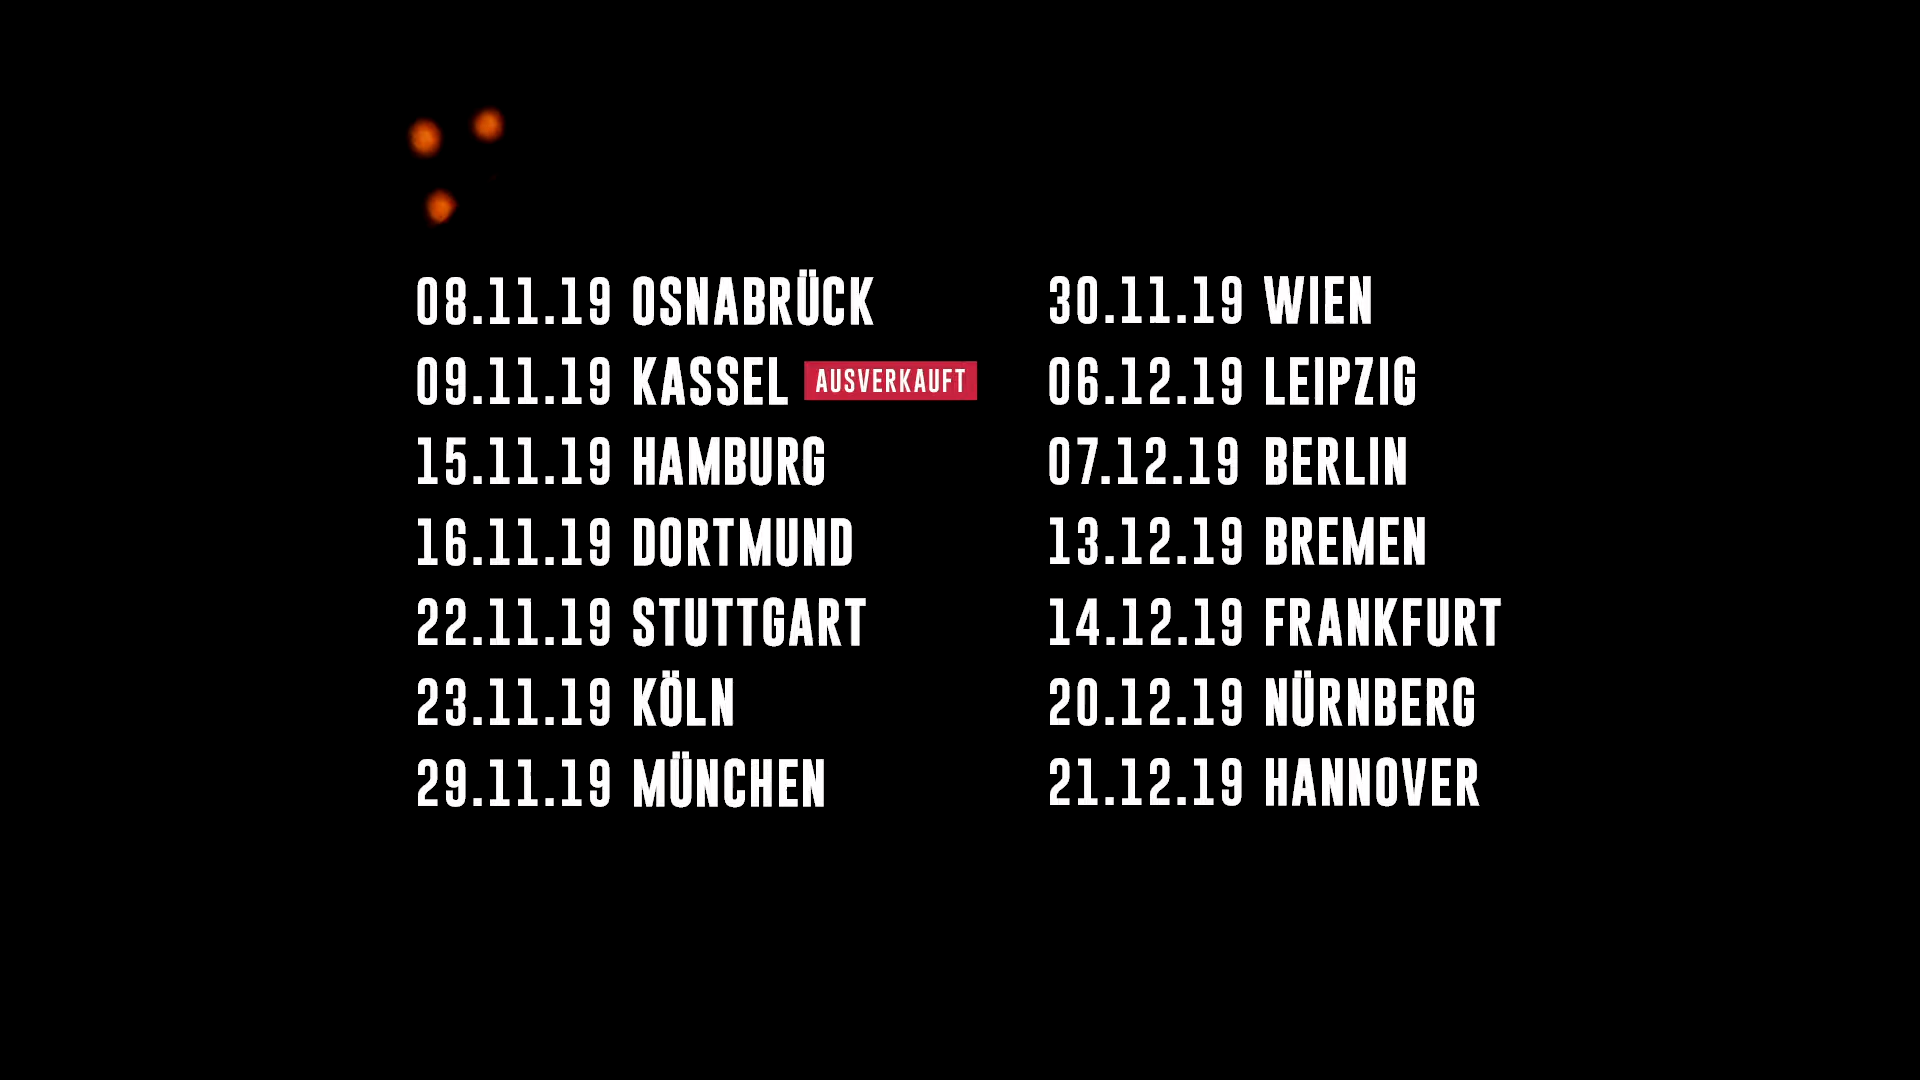 08.11.19 OSNABRÜCK
09.11.19 KASSEL AUSVERKAUFT
15.11.19 HAMBURG
16.11.19 DORTMUND
22.11.19 STUTTGART
23.11.19 KÖLN
29.11.19 MÜNCHEN
30.11.19 WIEN
06.12.19 LEIPZIG
07.12.19 BERLIN
13.12.19 BREMEN
14.12.19 FRANKFURT
20.12.19 NÜRNBERG
21.12.19 HANNOVER